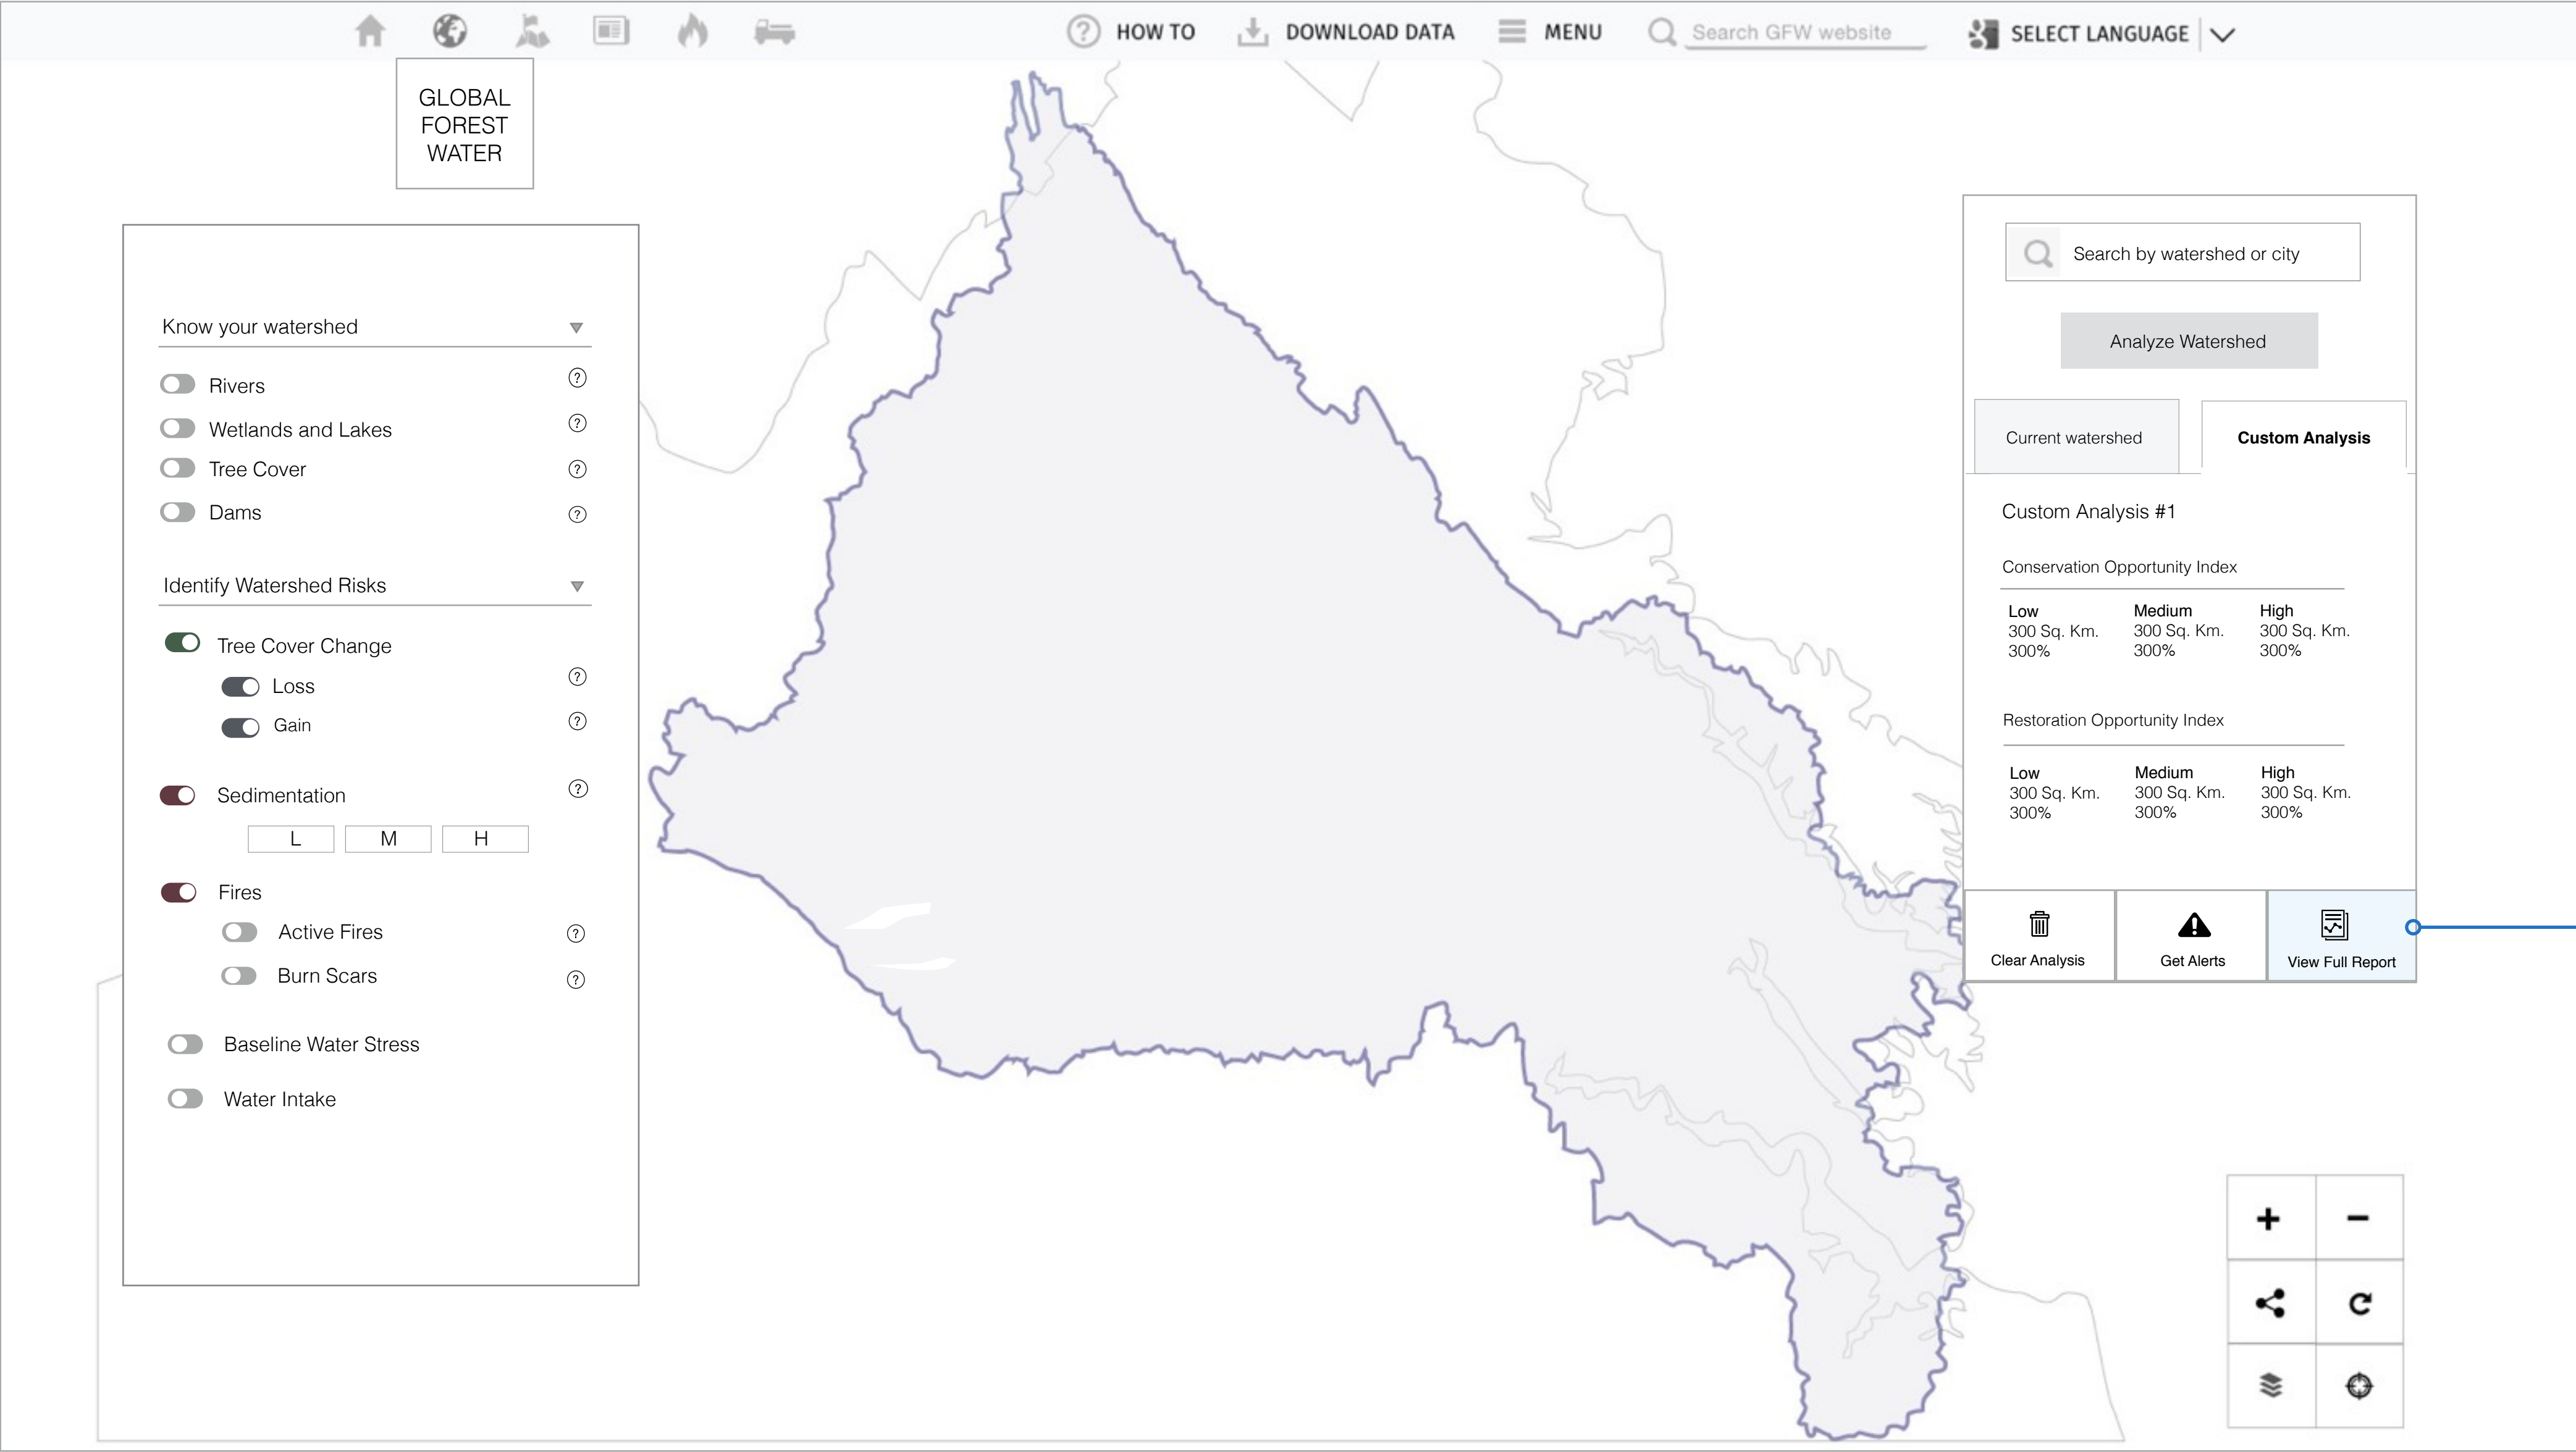 HOW TO
DOWNLOAD DATA
MENU
Search GFW website
SELECT LANGUAGE
GLOBAL
FOREST
WATER
Know your watershed
Rivers
?
Wetlands and Lakes
?
Tree Cover
?
Dams
?
Identify Watershed Risks
Tree Cover Change
Loss
?
Gain
?
Sedimentation
?
L M H
Fires
Active Fires
?
Burn Scars
?
Baseline Water Stress
Water Intake
Search by watershed or city
Analyze Watershed
Current watershed
Custom Analysis
Custom Analysis #1
Conservation Opportunity Index
Low Medium High
300 Sq. Km. 300 Sq. Km. 300 Sq. Km.
300% 300% 300%
Restoration Opportunity Index
Low Medium High
300 Sq. Km. 300 Sq. Km. 300 Sq. Km.
300% 300% 300%
Clear Analysis
Get Alerts
View Full Report